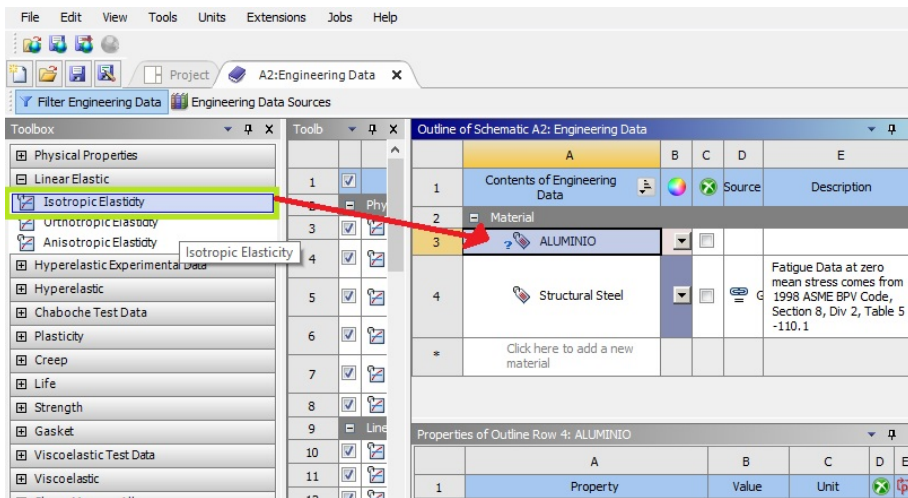 File Edit View Tools Units Extensions Jobs Help
Project A2:Engineering Data X
Filter Engineering Data Engineering Data Sources
Toolbox
Physical Properties
Linear Elastic
Isotropic Elasticity
Orthotropic Elasticity
Anisotropic Elasticity
Isotropic Elasticity
Hyperelastic Experimental Data
Hyperelastic
Chaboche Test Data
Plasticity
Creep
Life
Strength
Gasket
Viscoelastic Test Data
Viscoelastic
Toolb
1
Phy
3
4
5
6
7
8
9 Line
10
11
12
Outline of Schematic A2: Engineering Data
A B C D E
1 Contents of Engineering Data Source Description
2 Material
3 ? ALUMINIO
4 Structural Steel G
Fatigue Data at zero
mean stress comes from
1998 ASME BPV Code,
Section 8, Div 2, Table 5
-110.1
* Click here to add a new
material
Properties of Outline Row 4: ALUMINIO
A B C D E
1 Property Value Unit